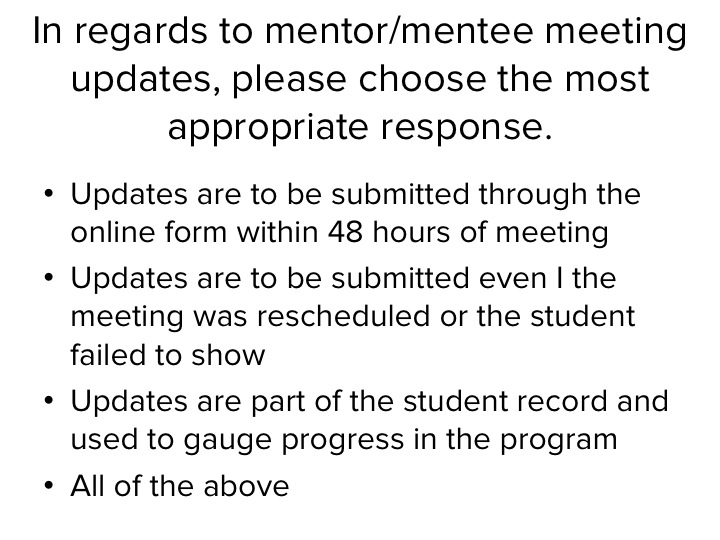 In regards to mentor/mentee meeting
updates, please choose the most
appropriate response.
• Updates are to be submitted through the
online form within 48 hours of meeting
• Updates are to be submitted even I the
meeting was rescheduled or the student
failed to show
• Updates are part of the student record and
used to gauge progress in the program
• All of the above